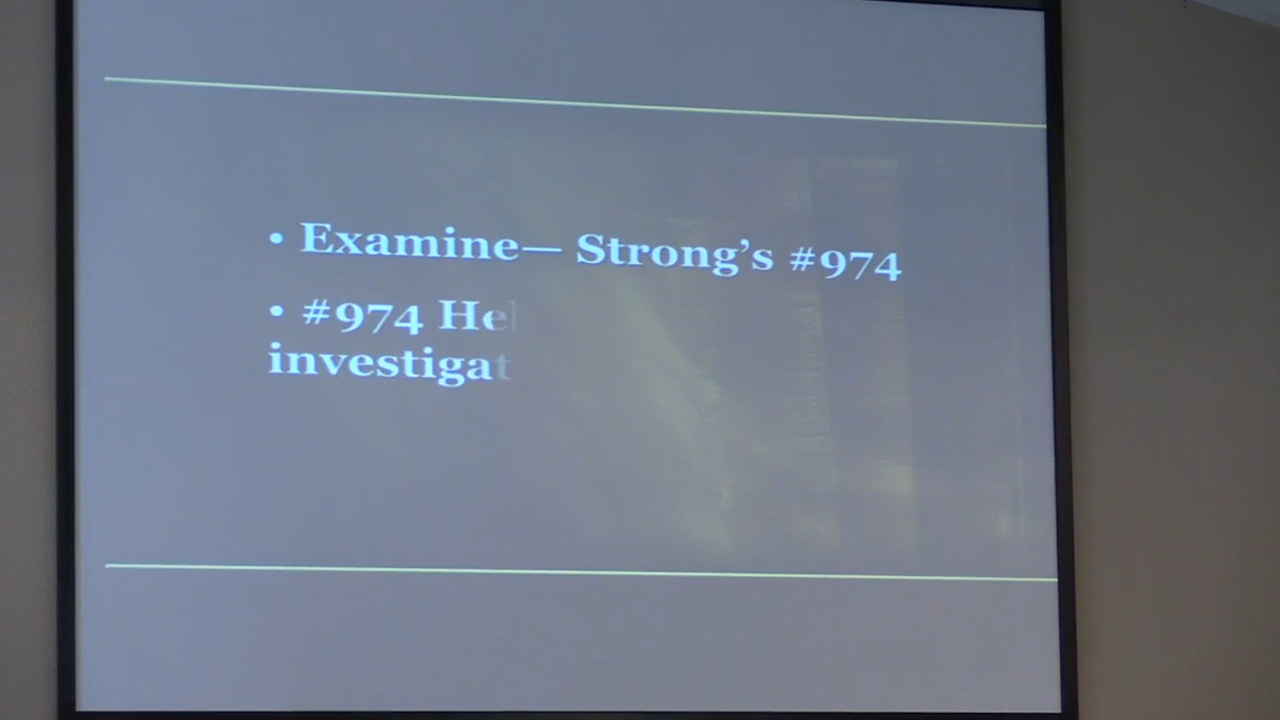 • Examine— Strong's #974
• #974 He
investigat